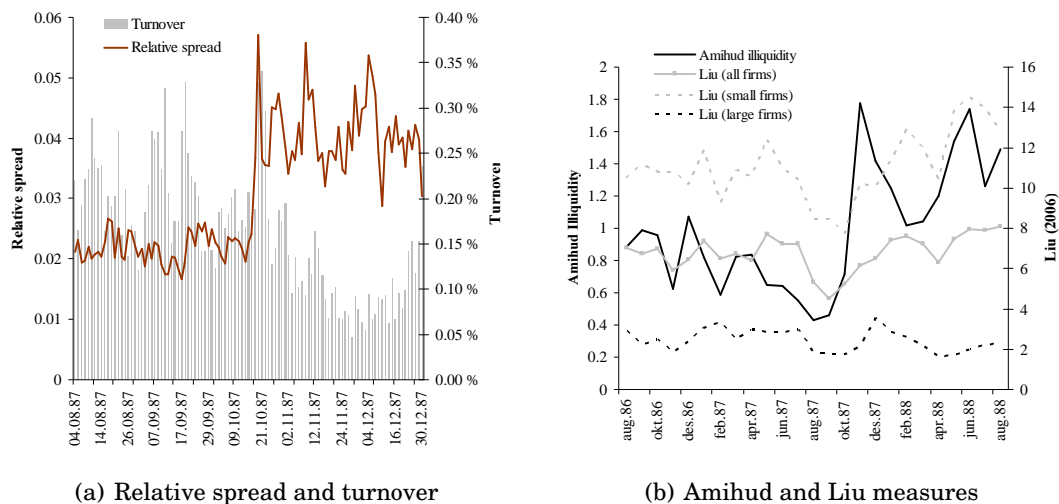 0.06
0.05
0.04
0.03
0.02
0.01
0
Relative spread
Turnover
Relative spread
0.40 %
0.35 %
0.30 %
0.25 %
0.20 %
0.15 %
0.10 %
0.05 %
0.00 %
Turnover
04.08.87
14.08.87
26.08.87
07.09.87
17.09.87
29.09.87
09.10.87
21.10.87
02.11.87
12.11.87
24.11.87
04.12.87
16.12.87
30.12.87
(a) Relative spread and turnover
Amihud illiquidity
Liu (all firms)
Liu (small firms)
Liu (large firms)
2
1.8
1.6
1.4
1.2
1
0.8
0.6
0.4
0.2
0
Amihud Illiquidity
16
14
12
10
8
6
4
2
0
Liu (2006)
aug.86
okt.86
des.86
feb.87
apr.87
jun.87
aug.87
okt.87
des.87
feb.88
apr.88
jun.88
aug.88
(b) Amihud and Liu measures